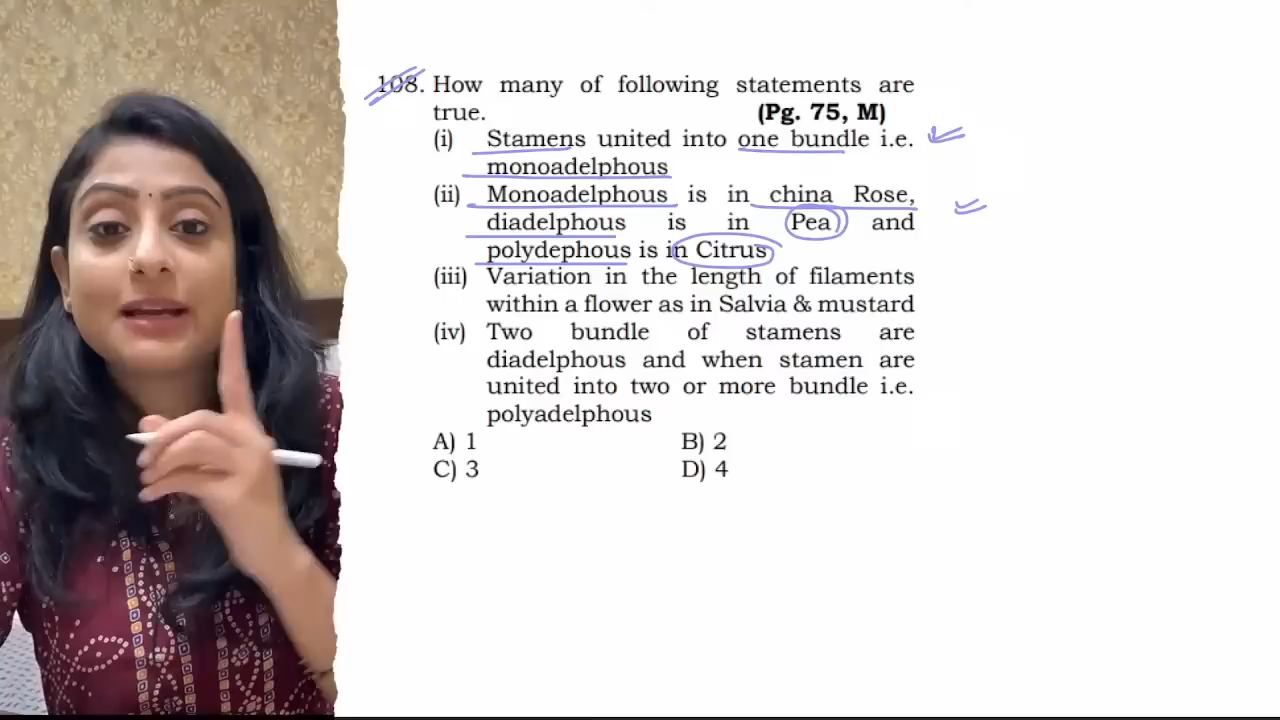 108. How many of following statements are
true. (Pg. 75, M)
(i) Stamens united into one bundle i.e.
monoadelphous
(ii) Monoadelphous is in china Rose,
diadelphous is in Pea and
polydephous is in Citrus
(iii) Variation in the length of filaments
within a flower as in Salvia & mustard
(iv) Two bundle of stamens are
diadelphous and when stamen are
united into two or more bundle i.e.
polyadelphous
A) 1 B) 2
C) 3 D) 4